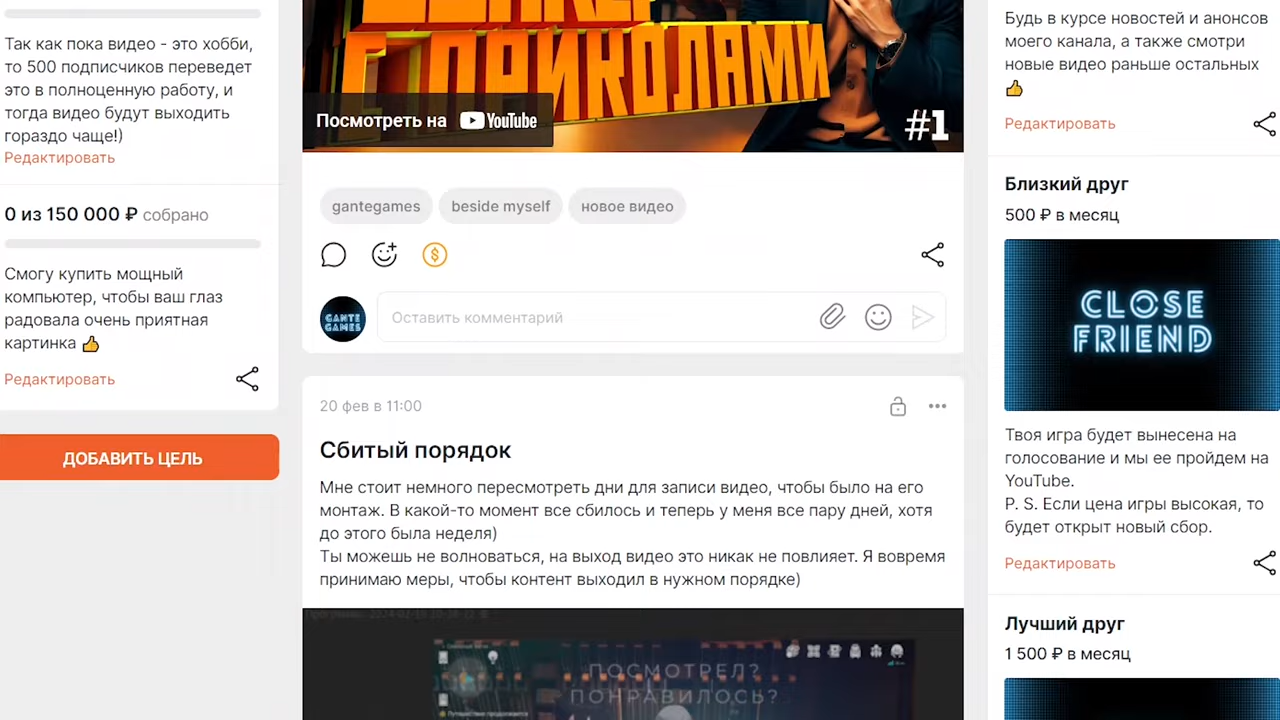 Так как пока видео - это хобби,
то 500 подписчиков переведет
это в полноценную работу, и
тогда видео будут выходить
гораздо чаще!)
Редактировать
0 из 150 000 ₽ собрано
Смогу купить мощный
компьютер, чтобы ваш глаз
радовала очень приятная
картинка 👍
Редактировать
ДОБАВИТЬ ЦЕЛЬ
С ПРИКОЛАМИ
Посмотреть на YouTube
#1
gantegames
beside myself
новое видео
GANTE
GAMES
Оставить комментарий
20 фев в 11:00
Сбитый порядок
Мне стоит немного пересмотреть дни для записи видео, чтобы было на его
монтаж. В какой-то момент все сбилось и теперь у меня все пару дней, хотя
до этого была неделя)
Ты можешь не волноваться, на выход видео это никак не повлияет. Я вовремя
принимаю меры, чтобы контент выходил в нужном порядке)
ПОСМОТРЕЛ?
ПОНРАВИЛОСЬ?
Будь в курсе новостей и анонсов
моего канала, а также смотри
новые видео раньше остальных
👍
Редактировать
Близкий друг
500 ₽ в месяц
CLOSE
FRIEND
Твоя игра будет вынесена на
голосование и мы ее пройдем на
YouTube.
P. S. Если цена игры высокая, то
будет открыт новый сбор.
Редактировать
Лучший друг
1 500 ₽ в месяц